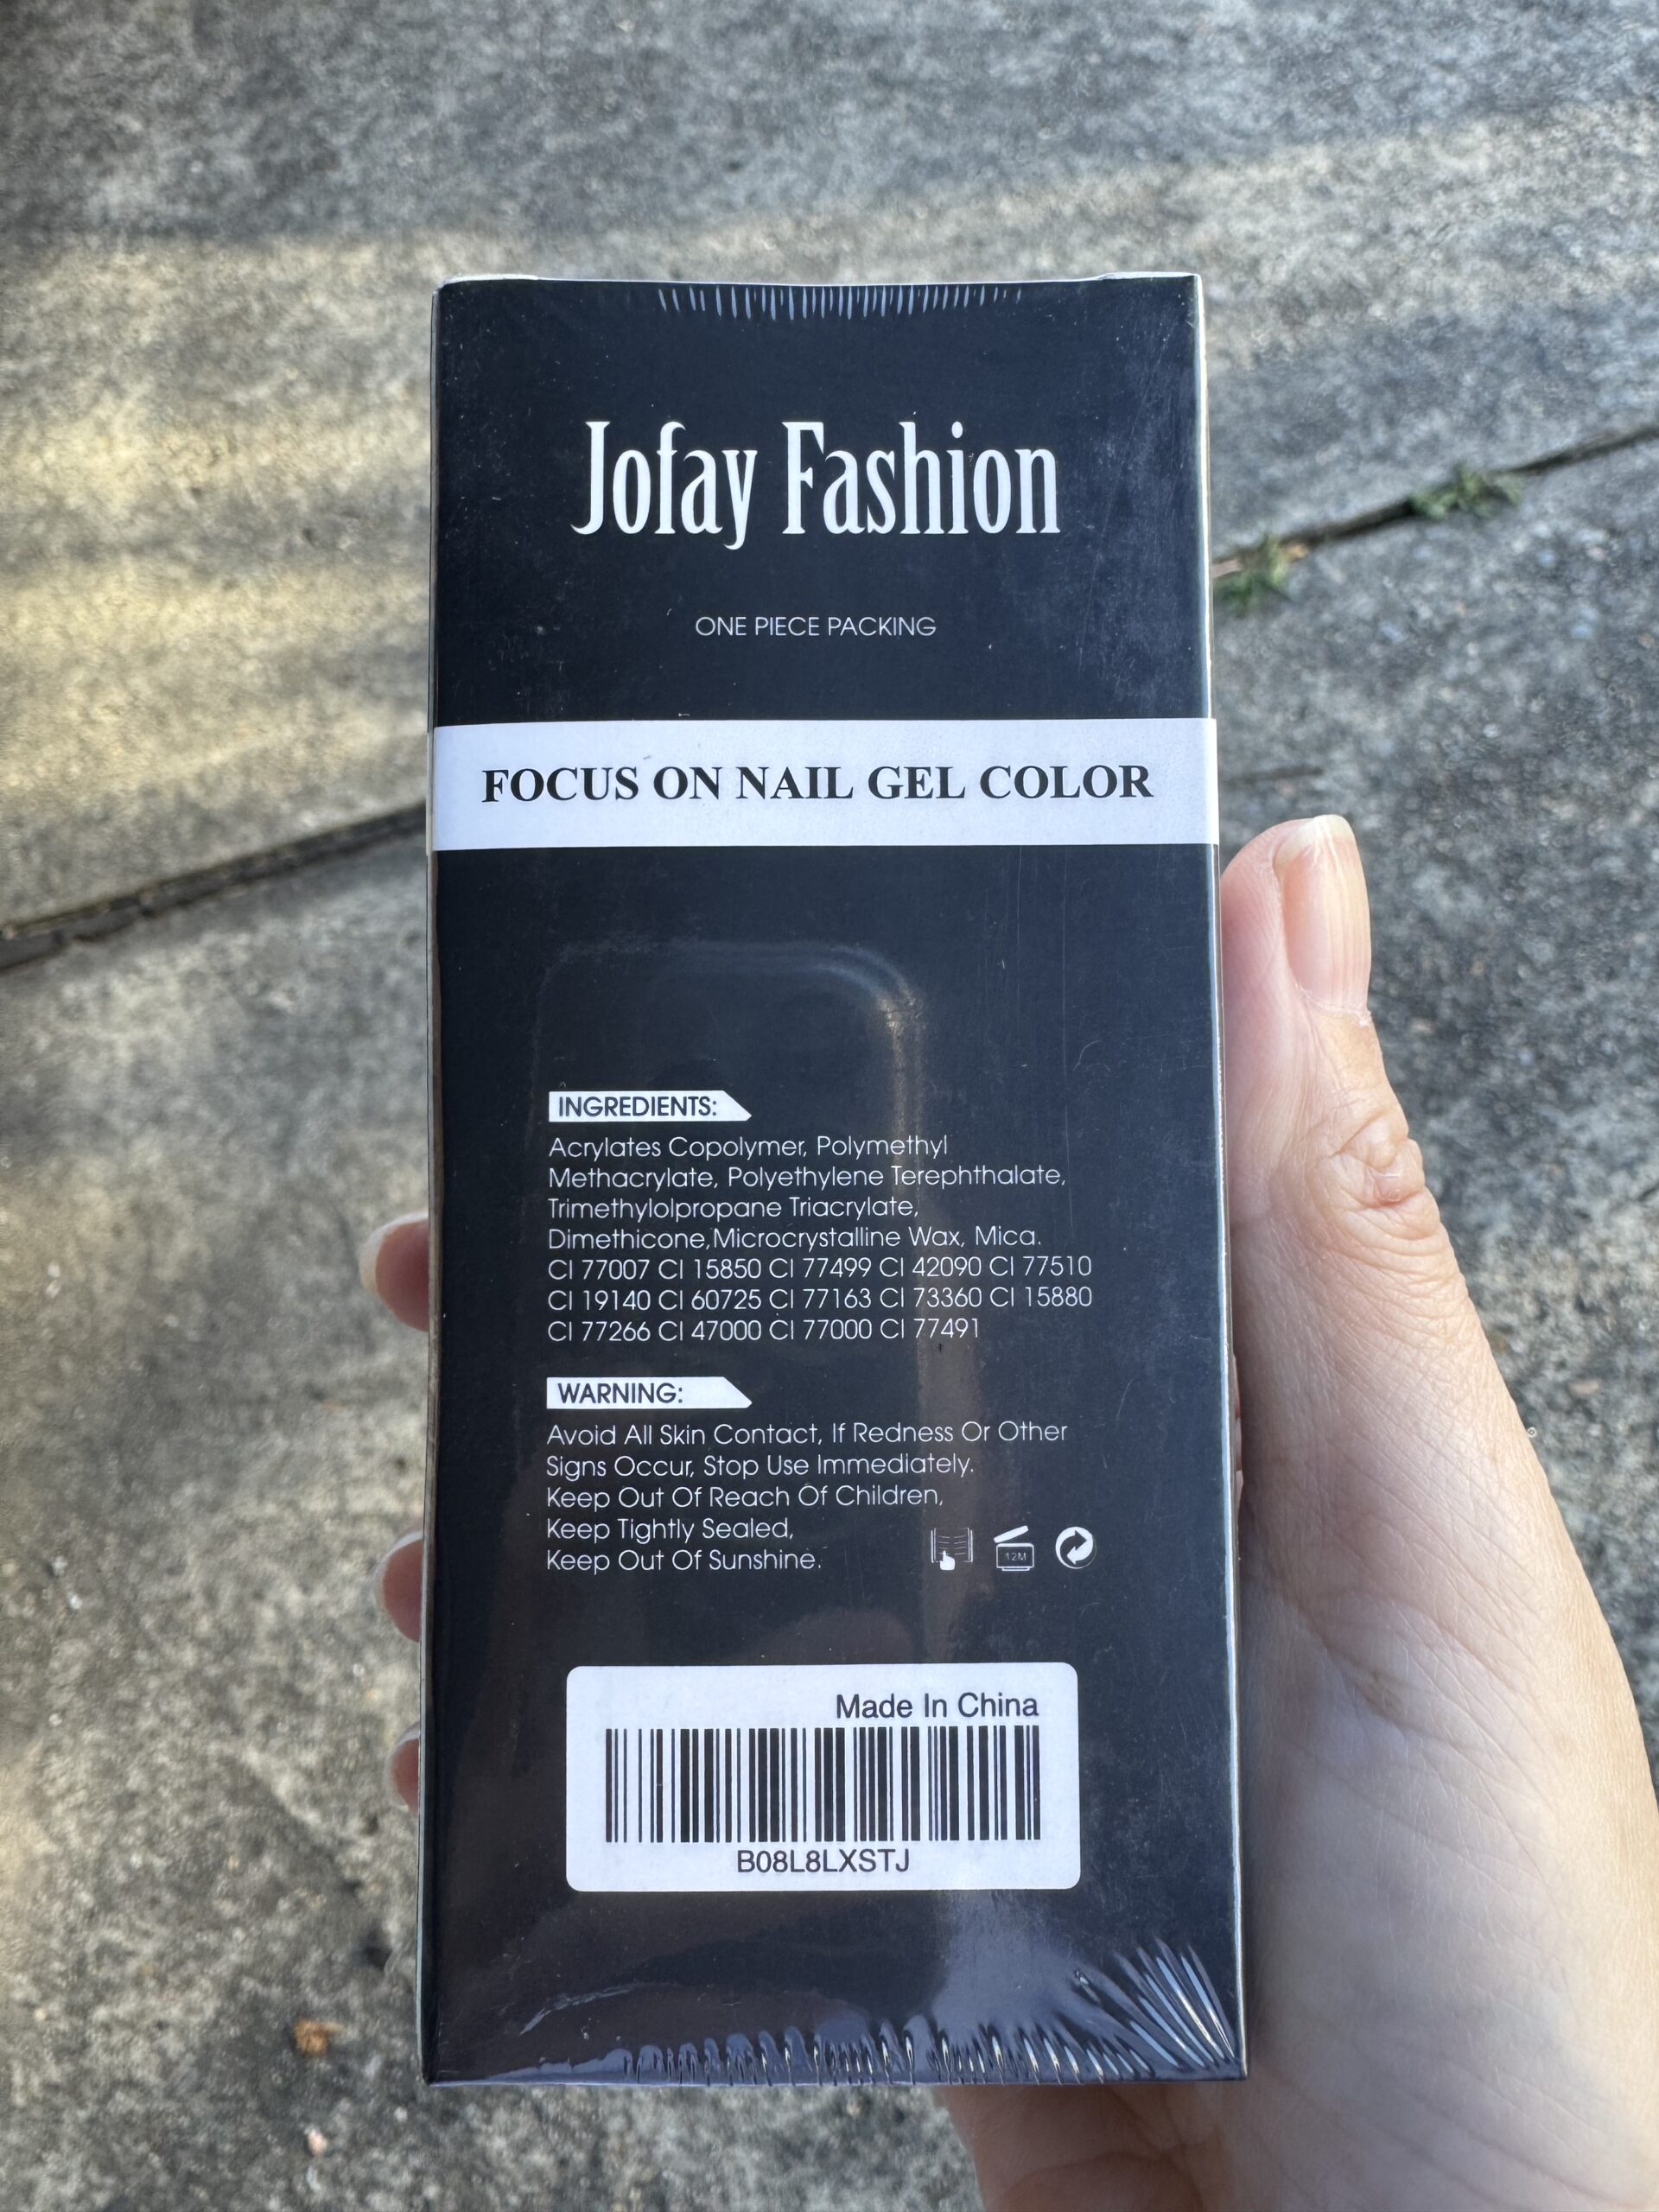 Jofay Fashion
ONE PIECE PACKING
FOCUS ON NAIL GEL COLOR
INGREDIENTS:
Acrylates Copolymer, Polymethyl
Methacrylate, Polyethylene Terephthalate,
Trimethylolpropane Triacrylate,
Dimethicone,Microcrystalline Wax, Mica.
CI 77007 CI 15850 CI 77499 CI 42090 CI 77510
CI 19140 CI 60725 CI 77163 CI 73360 CI 15880
CI 77266 CI 47000 CI 77000 CI 77491
WARNING:
Avoid All Skin Contact, If Redness Or Other
Signs Occur, Stop Use Immediately.
Keep Out Of Reach Of Children,
Keep Tightly Sealed,
Keep Out Of Sunshine.
12M
Made In China
B08L8LXSTJ